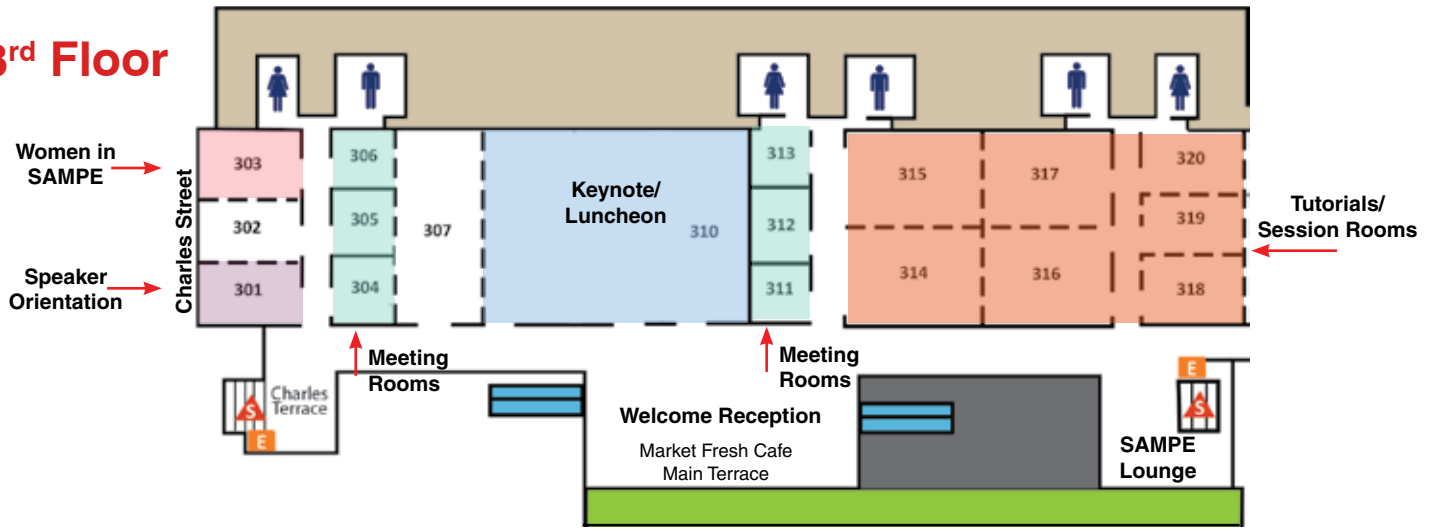 3rd Floor
Women in
SAMPE
Charles Street
Speaker
Orientation
303
302
301
306
305
304
307
Keynote/
Luncheon
310
313
312
311
315
314
317
316
320
319
318
Tutorials/
Session Rooms
Meeting
Rooms
Meeting
Rooms
Charles
Terrace
S
E
Welcome Reception
Market Fresh Cafe
Main Terrace
E
S
SAMPE
Lounge